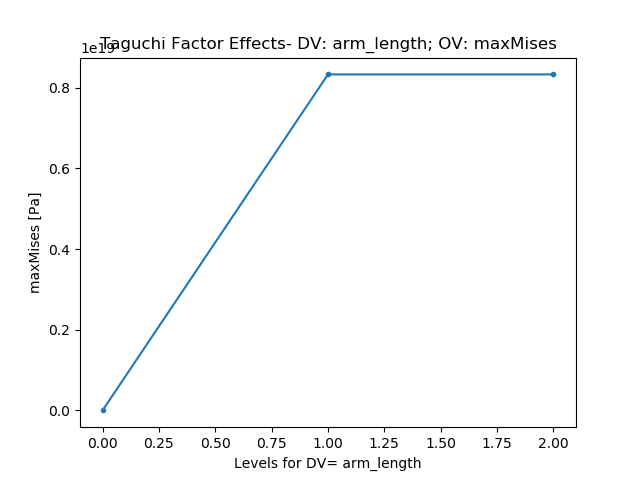 Taguchi Factor Effects- DV: arm_length; OV: maxMises
1e19
0.8
0.6
0.4
0.2
0.0
maxMises [Pa]
0.00 0.25 0.50 0.75 1.00 1.25 1.50 1.75 2.00
Levels for DV= arm_length